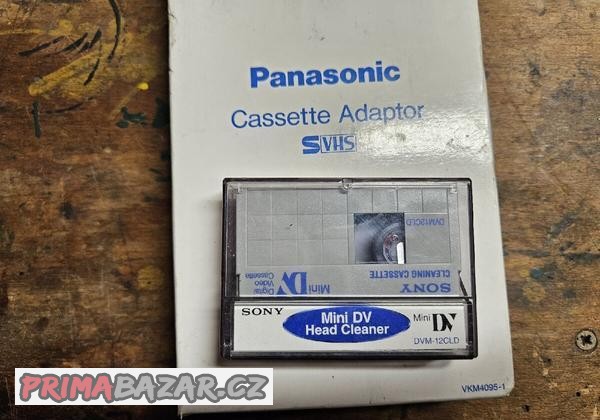 Panasonic
Cassette Adaptor
S VHS
DVM12CLD
CLEANING CASSETTE
SONY
Mini DV
Digital
Video
Cassette
SONY
Mini DV
Head Cleaner
Mini DV
DVM-12CLD
PRIMABAZAR.CZ
VKM4095-1